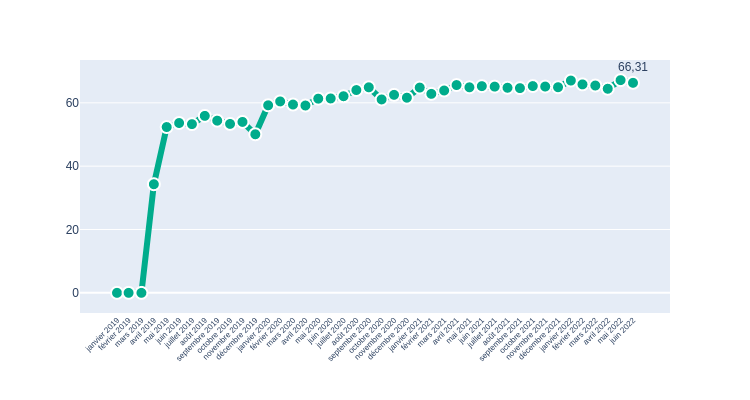 66,31
60
40
20
0
janvier 2019
février 2019
mars 2019
avril 2019
mai 2019
juin 2019
juillet 2019
août 2019
septembre 2019
octobre 2019
novembre 2019
décembre 2019
janvier 2020
février 2020
mars 2020
avril 2020
mai 2020
juin 2020
juillet 2020
août 2020
septembre 2020
octobre 2020
novembre 2020
décembre 2020
janvier 2021
février 2021
mars 2021
avril 2021
mai 2021
juin 2021
juillet 2021
août 2021
septembre 2021
octobre 2021
novembre 2021
décembre 2021
janvier 2022
février 2022
mars 2022
avril 2022
mai 2022
juin 2022